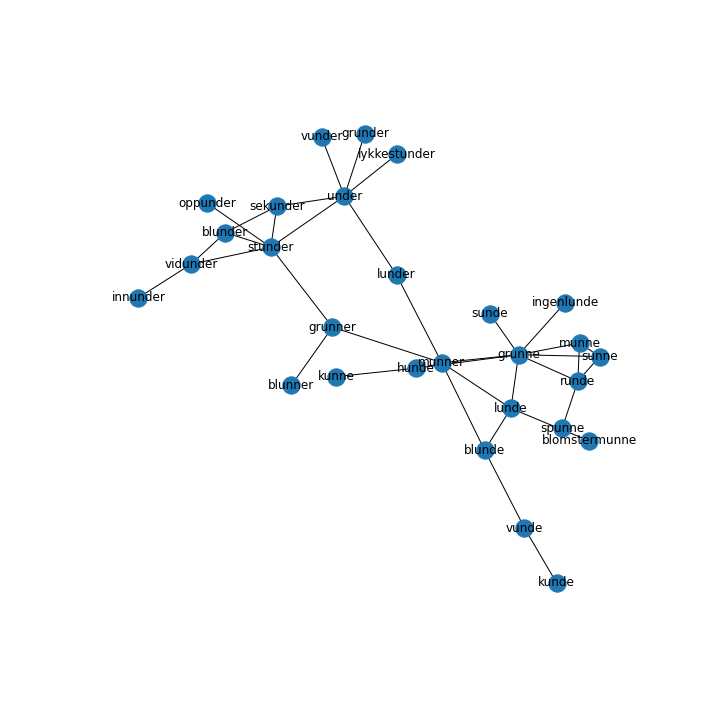 vunder
grunder
lykkestunder
under
oppunder
sekunder
blunder
stunder
vidunder
lunder
innunder
ingenlunde
sunde
grunner
munne
grunne
sunne
munner
hunde
kunne
runde
blunner
lunde
spunne
blomstermunne
blunde
vunde
kunde